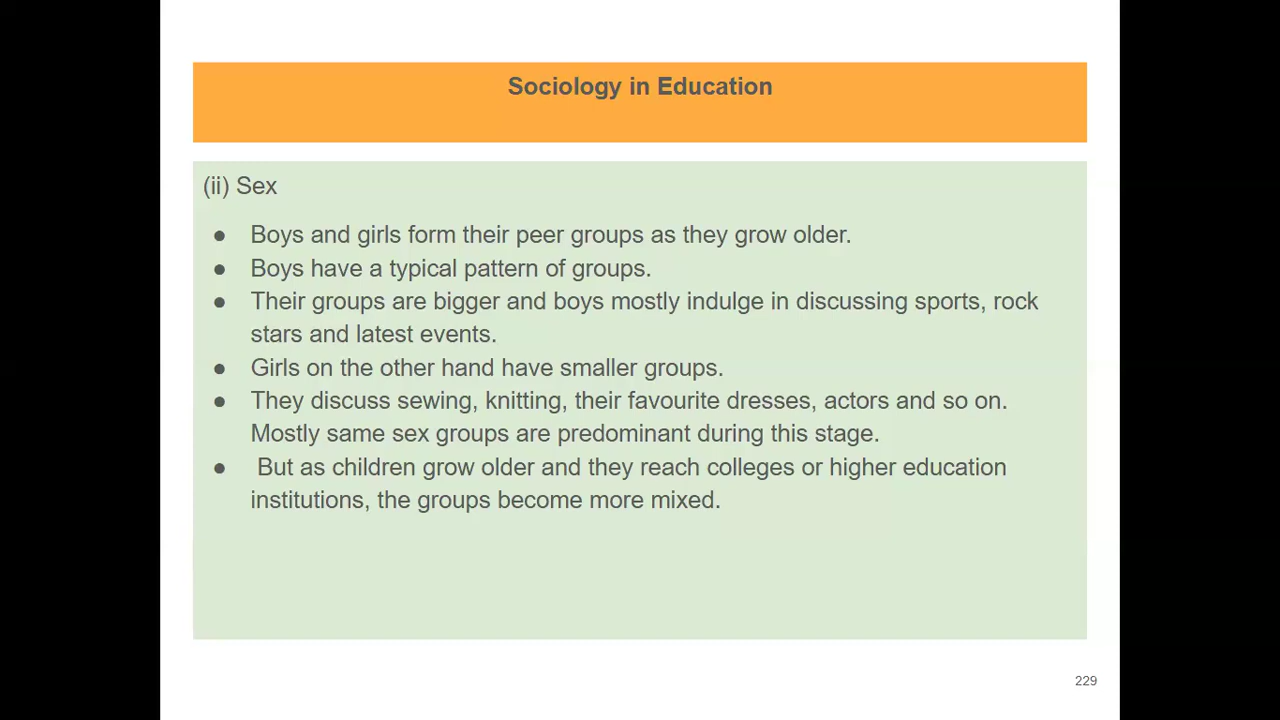 Sociology in Education
(ii) Sex
● Boys and girls form their peer groups as they grow older.
● Boys have a typical pattern of groups.
● Their groups are bigger and boys mostly indulge in discussing sports, rock
stars and latest events.
● Girls on the other hand have smaller groups.
● They discuss sewing, knitting, their favourite dresses, actors and so on.
Mostly same sex groups are predominant during this stage.
● But as children grow older and they reach colleges or higher education
institutions, the groups become more mixed.
229